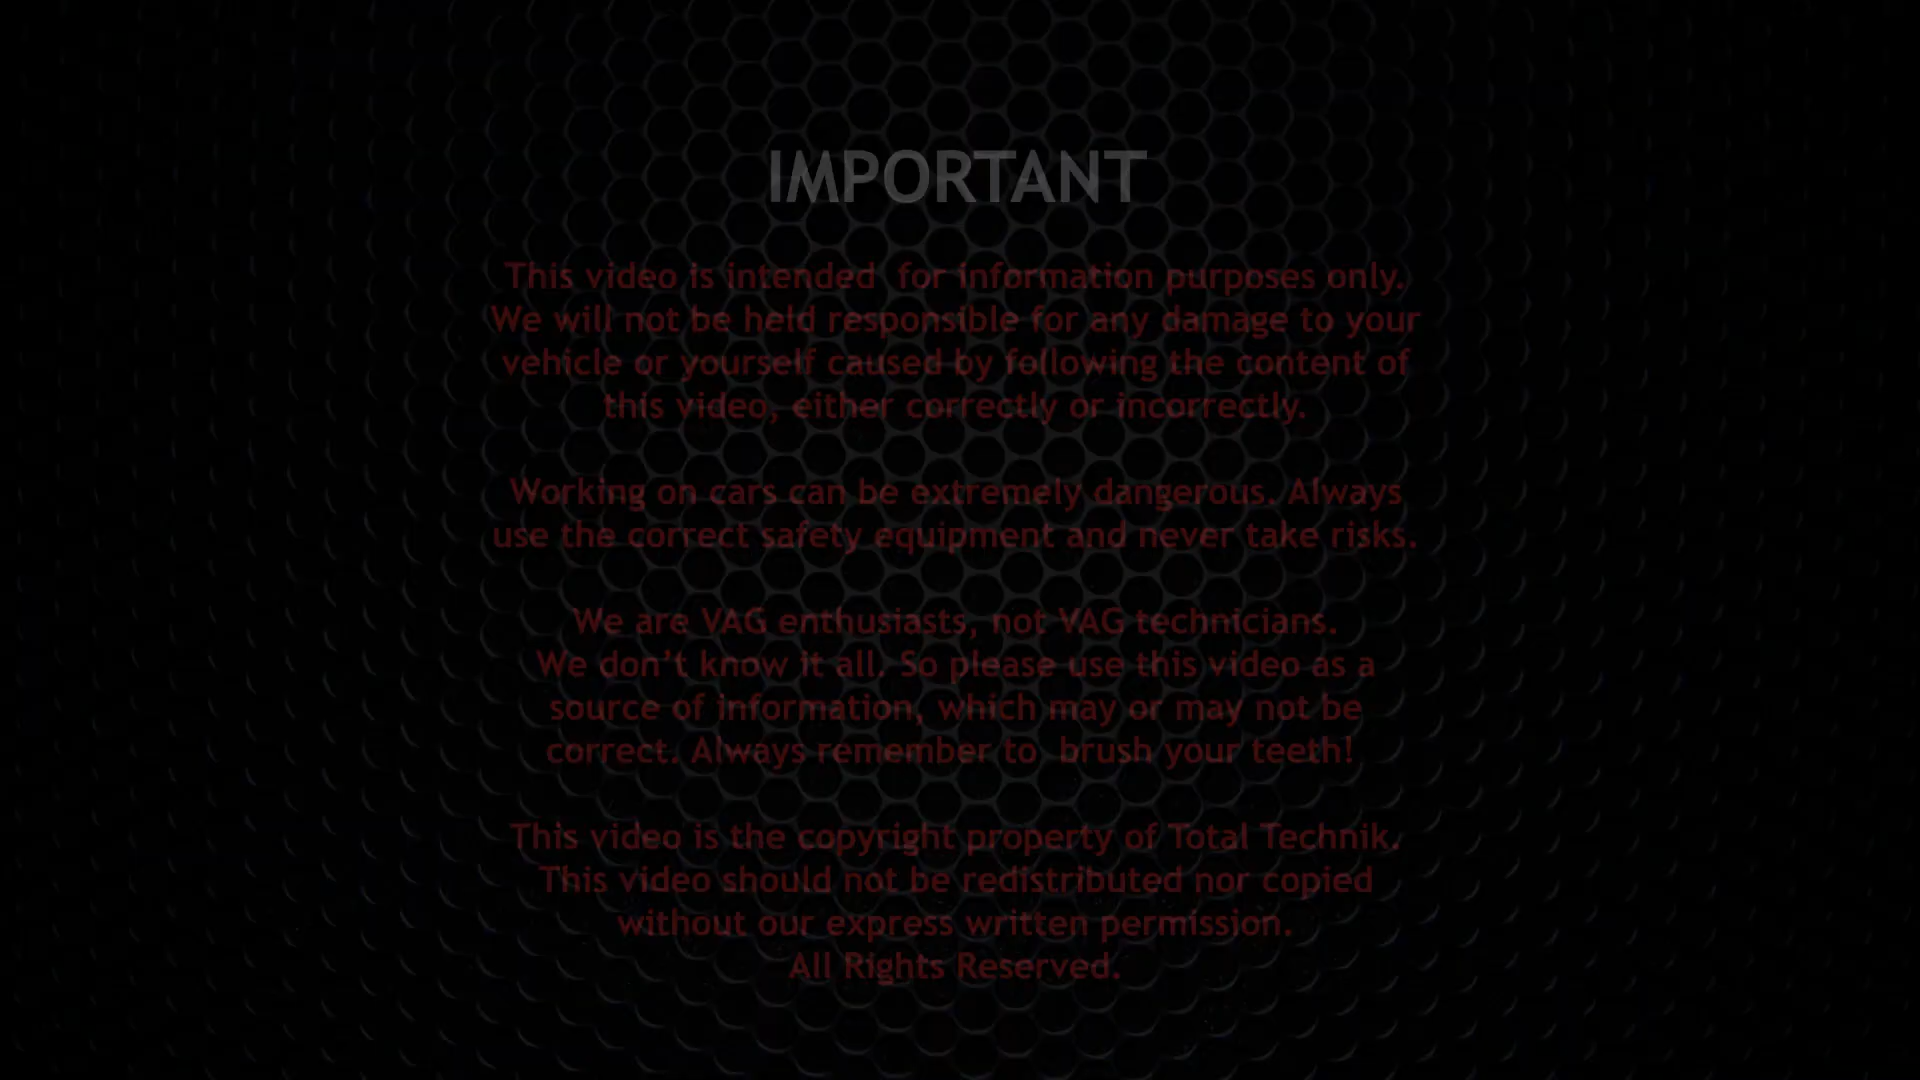 IMPORTANT
This video is intended for information purposes only.
We will not be held responsible for any damage to your
vehicle or yourself caused by following the content of
this video, either correctly or incorrectly.
Working on cars can be extremely dangerous. Always
use the correct safety equipment and never take risks.
We are VAG enthusiasts, not VAG technicians.
We don’t know it all. So please use this video as a
source of information, which may or may not be
correct. Always remember to brush your teeth!
This video is the copyright property of Total Technik.
This video should not be redistributed nor copied
without our express written permission.
All Rights Reserved.